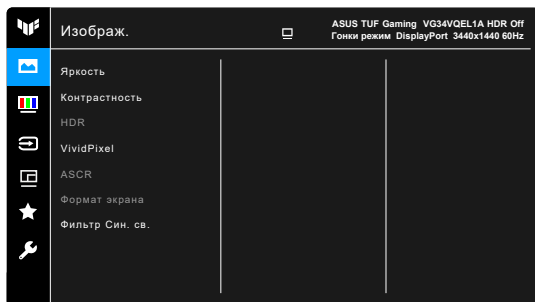 Изображ.
ASUS TUF Gaming VG34VQEL1A HDR Off
Гонки режим DisplayPort 3440x1440 60Hz
Яркость
Контрастность
HDR
VividPixel
ASCR
Формат экрана
Фильтр Син. св.